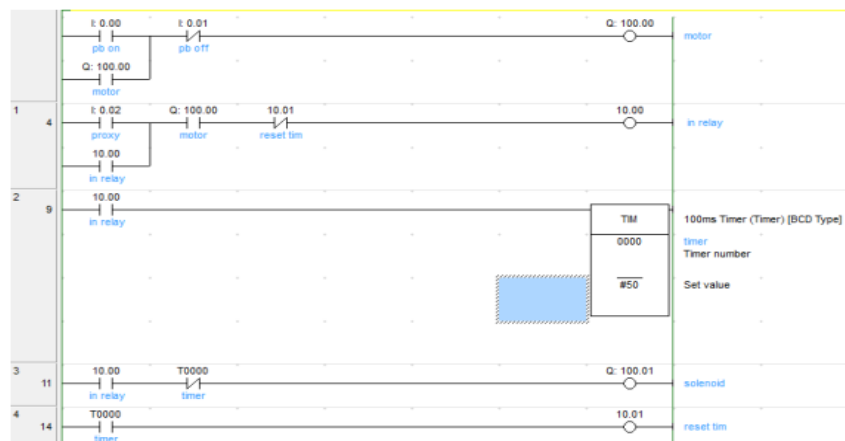 I: 0.00 I: 0.01 Q: 100.00
pb on pb off motor
Q: 100.00
motor
1 4 I: 0.02 Q: 100.00 10.01 10.00
proxy motor reset tim in relay
10.00
in relay
2 9 10.00
in relay
TIM 100ms Timer (Timer) [BCD Type]
0000 timer
Timer number
#50 Set value
3 11 10.00 T0000 Q: 100.01
in relay timer solenoid
4 14 T0000 10.01
timer reset tim